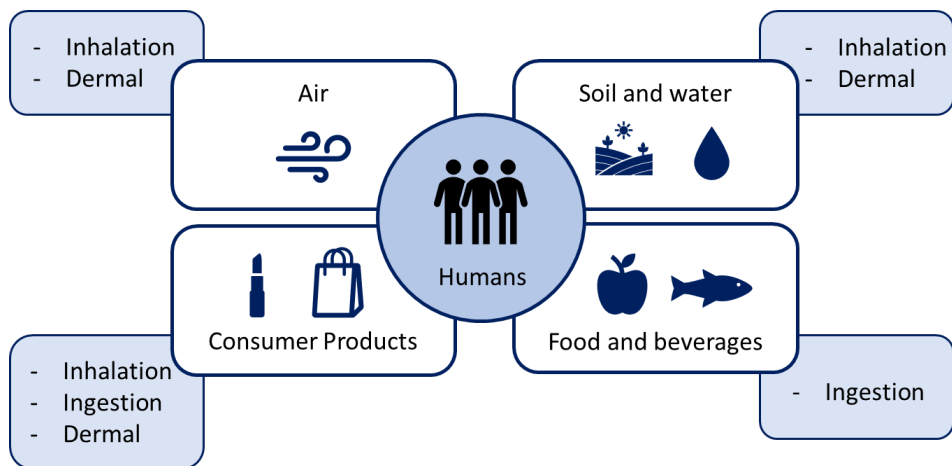 - Inhalation
- Dermal
Air
Soil and water
- Inhalation
- Dermal
Humans
Consumer Products
- Inhalation
- Ingestion
- Dermal
Food and beverages
- Ingestion